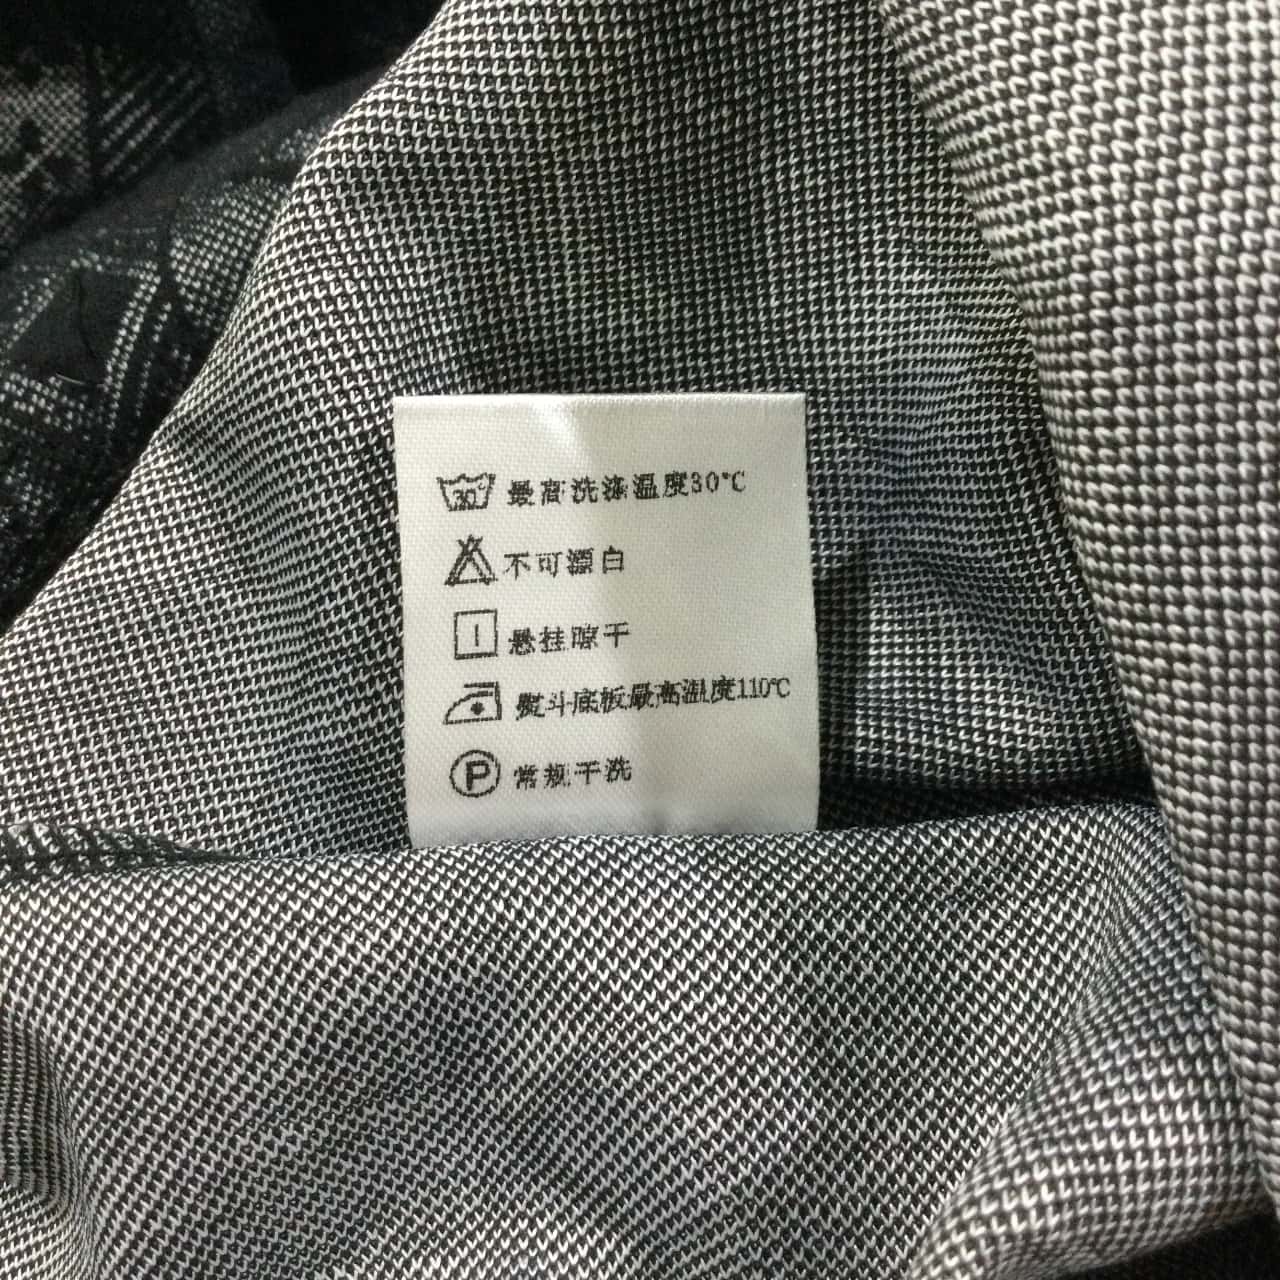 30 最高洗涤温度30℃
不可漂白
悬挂晾干
熨斗底板最高温度110℃
P 常规干洗